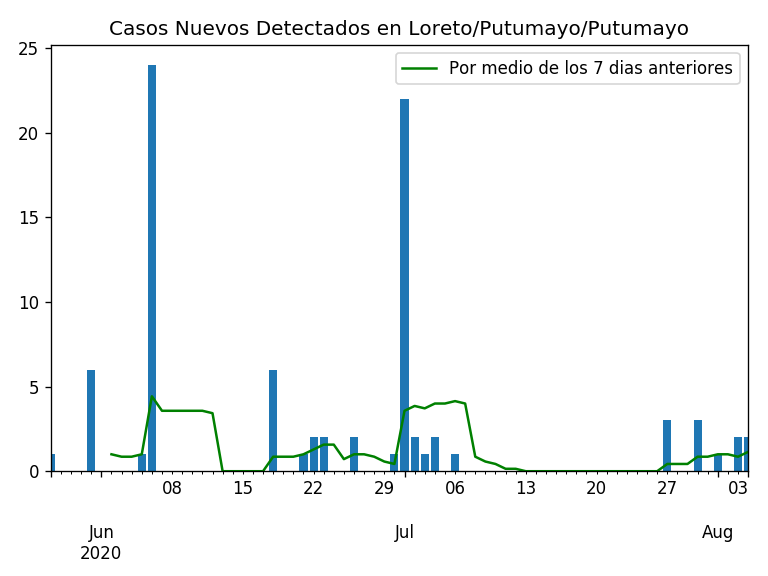 Casos Nuevos Detectados en Loreto/Putumayo/Putumayo
Por medio de los 7 dias anteriores
25
20
15
10
5
0
08 15 22 29 06 13 20 27 03
Jun Jul Aug
2020